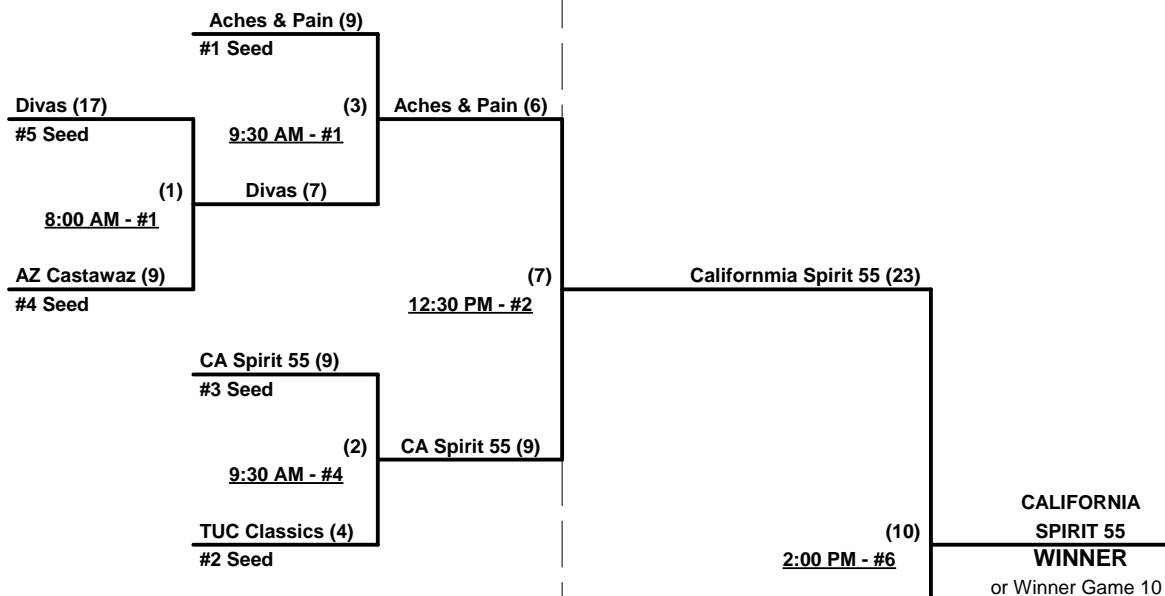 Aches & Pain (9)
#1 Seed
Divas (17)
#5 Seed
(3)
9:30 AM - #1
Aches & Pain (6)
(1)
8:00 AM - #1
Divas (7)
AZ Castawaz (9)
#4 Seed
(7)
12:30 PM - #2
Californmia Spirit 55 (23)
CA Spirit 55 (9)
#3 Seed
(2)
9:30 AM - #4
CA Spirit 55 (9)
TUC Classics (4)
#2 Seed
(10)
2:00 PM - #6
CALIFORNIA
SPIRIT 55
WINNER
or Winner Game 10